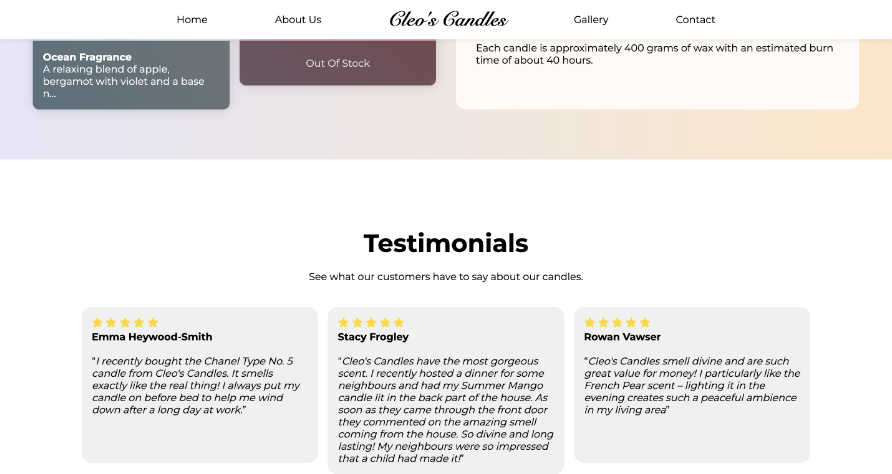 Home
About Us
Cleo's Candles
Gallery
Contact
Ocean Fragrance
A relaxing blend of apple,
bergamot with violet and a base
n...
Out Of Stock
Each candle is approximately 400 grams of wax with an estimated burn
time of about 40 hours.
Testimonials
See what our customers have to say about our candles.
Emma Heywood-Smith
"I recently bought the Chanel Type No. 5
candle from Cleo's Candles. It smells
exactly like the real thing! I always put my
candle on before bed to help me wind
down after a long day at work."
Stacy Frogley
"Cleo's Candles have the most gorgeous
scent. I recently hosted a dinner for some
neighbours and had my Summer Mango
candle lit in the back part of the house. As
soon as they came through the front door
they commented on the amazing smell
coming from the house. So divine and long
lasting! My neighbours were so impressed
that a child had made it!"
Rowan Vawser
"Cleo's Candles smell divine and are such
great value for money! I particularly like the
French Pear scent – lighting it in the
evening creates such a peaceful ambience
in my living area"